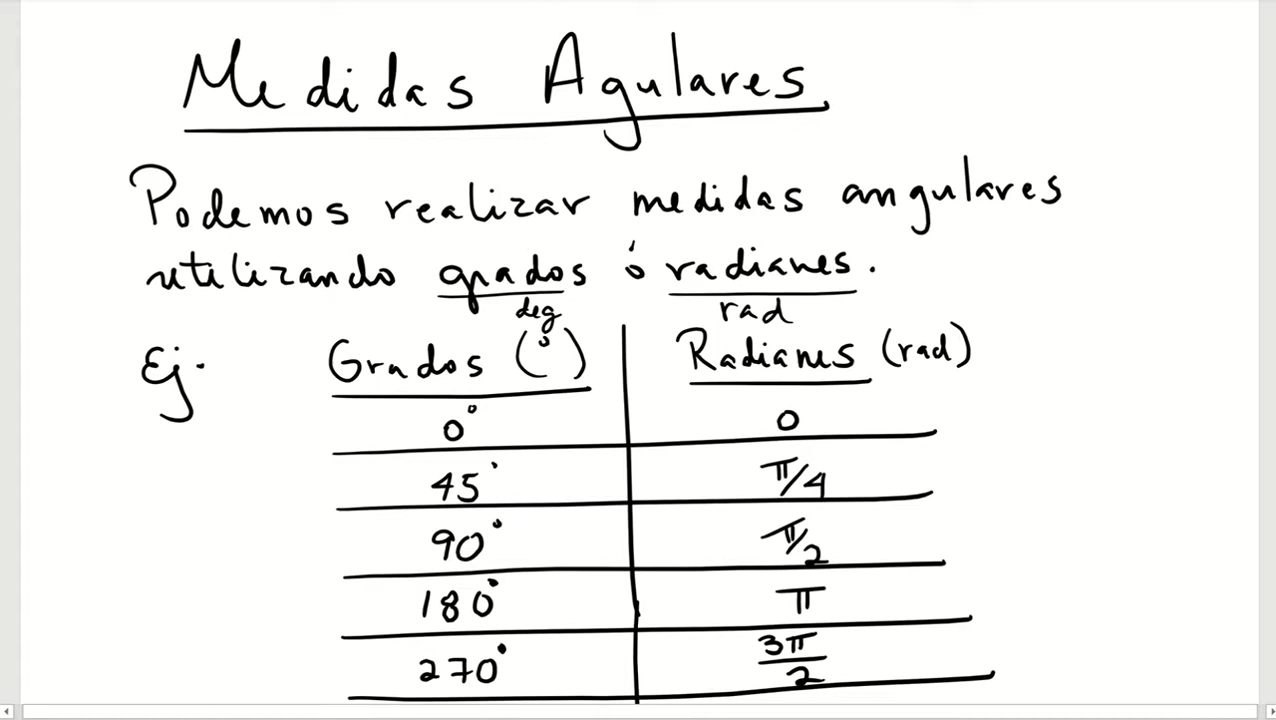 Medidas Agulares
Podemos realizar medidas angulares
utilizando grados ó radianes.
deg rad
Ej. Grados (°) Radianes (rad)
0° 0
45° π/4
90° π/2
180° π
270° 3π/2